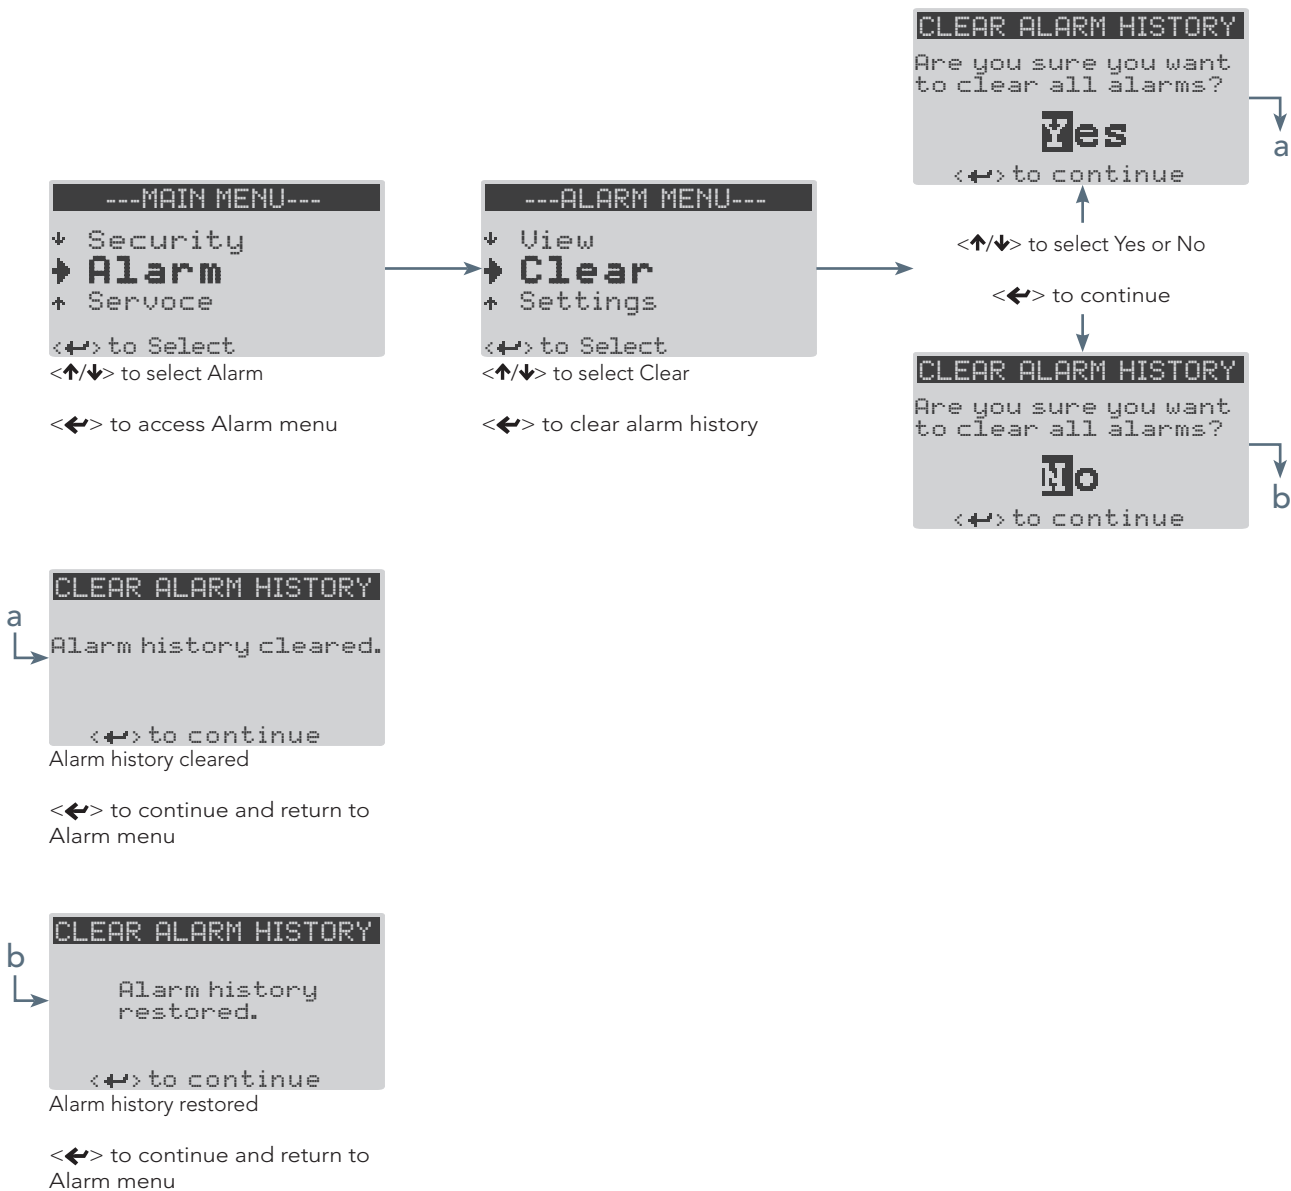 ---MAIN MENU---
↓ Security
→ Alarm
↑ Servoce
<↵> to Select
<↑/↓> to select Alarm
<↵> to access Alarm menu
---ALARM MENU---
↓ View
→ Clear
↑ Settings
<↵> to Select
<↑/↓> to select Clear
<↵> to clear alarm history
CLEAR ALARM HISTORY
Are you sure you want
to clear all alarms?
Yes
<↵> to continue
a
<↑/↓> to select Yes or No
<↵> to continue
CLEAR ALARM HISTORY
Are you sure you want
to clear all alarms?
No
<↵> to continue
b
a
CLEAR ALARM HISTORY
Alarm history cleared.
<↵> to continue
Alarm history cleared
<↵> to continue and return to
Alarm menu
b
CLEAR ALARM HISTORY
Alarm history
restored.
<↵> to continue
Alarm history restored
<↵> to continue and return to
Alarm menu